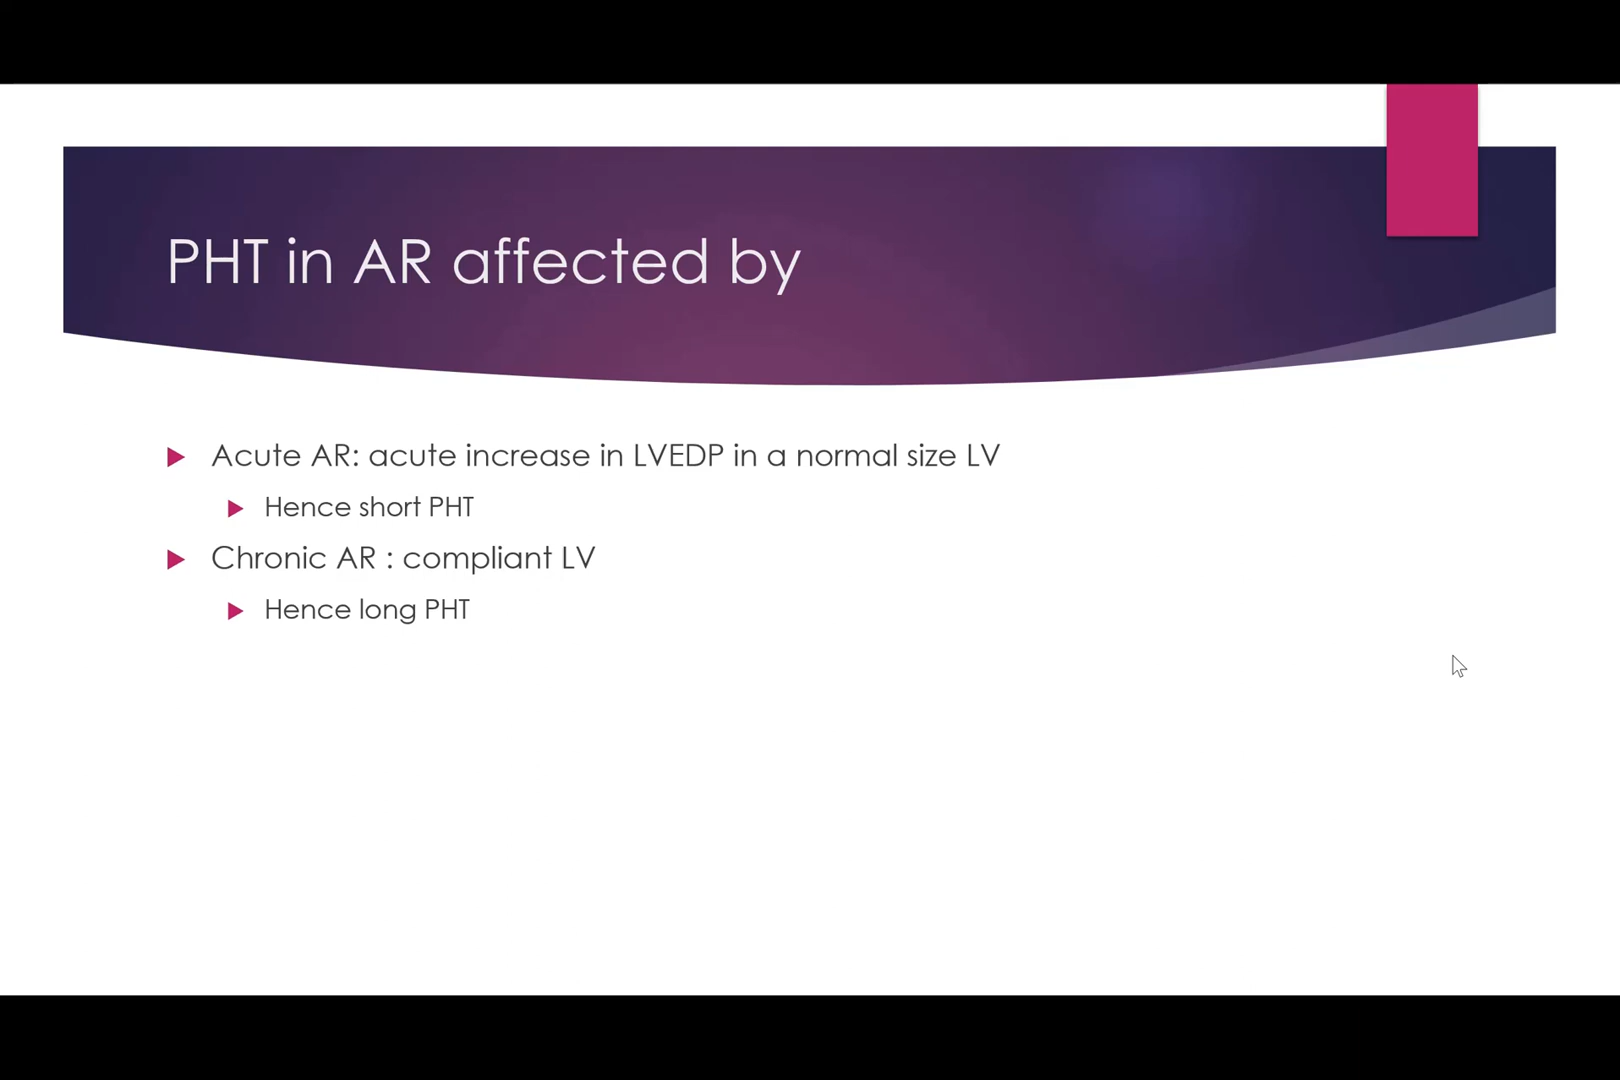 PHT in AR affected by
Acute AR: acute increase in LVEDP in a normal size LV
Hence short PHT
Chronic AR : compliant LV
Hence long PHT